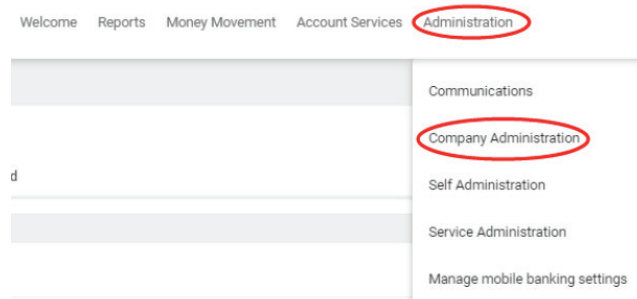 Welcome Reports Money Movement Account Services Administration
Communications
Company Administration
d
Self Administration
Service Administration
Manage mobile banking settings